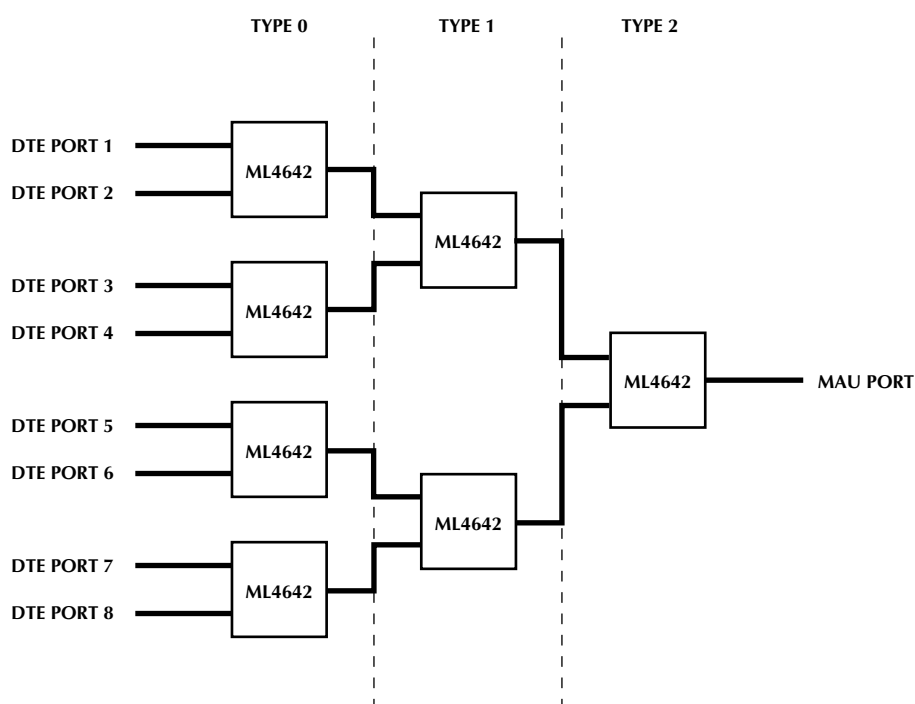 TYPE 0 TYPE 1 TYPE 2
DTE PORT 1
DTE PORT 2
ML4642
DTE PORT 3
DTE PORT 4
ML4642
DTE PORT 5
DTE PORT 6
ML4642
DTE PORT 7
DTE PORT 8
ML4642
ML4642
ML4642
ML4642
MAU PORT